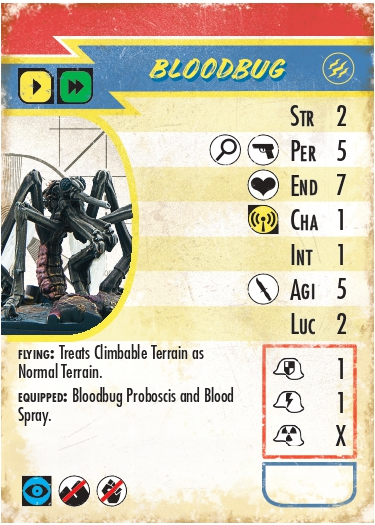 BLOODBUG
STR 2
PER 5
END 7
CHA 1
INT 1
AGI 5
LUC 2
FLYING: Treats Climbable Terrain as
Normal Terrain.
EQUIPPED: Bloodbug Proboscis and Blood
Spray.
1
1
X